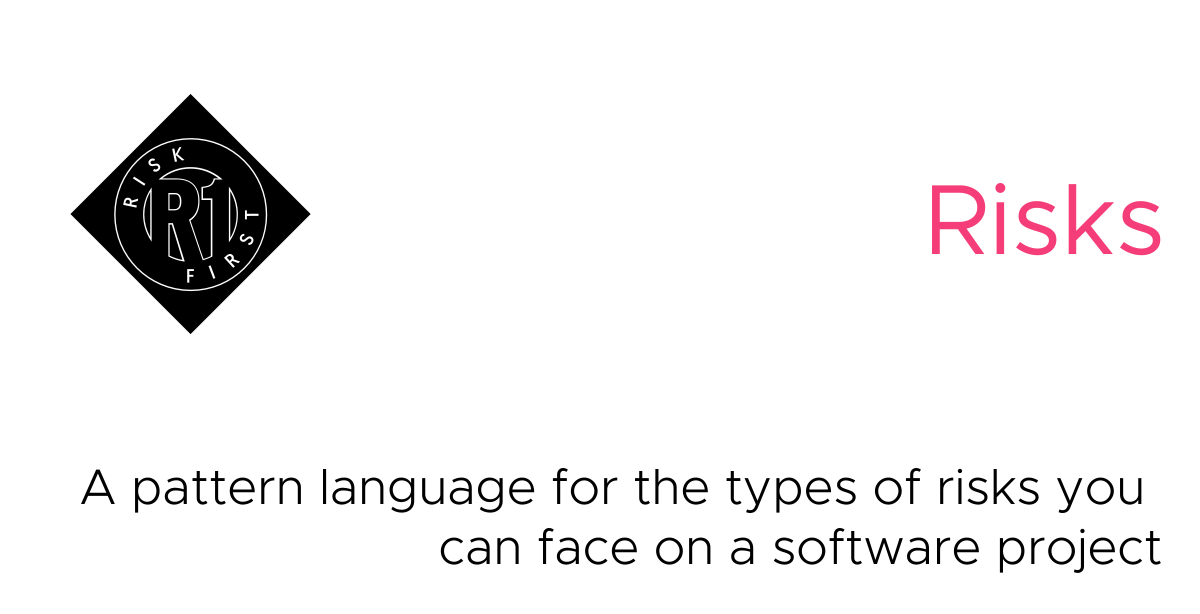 RISK
R1
FIRST
Risks
A pattern language for the types of risks you
can face on a software project